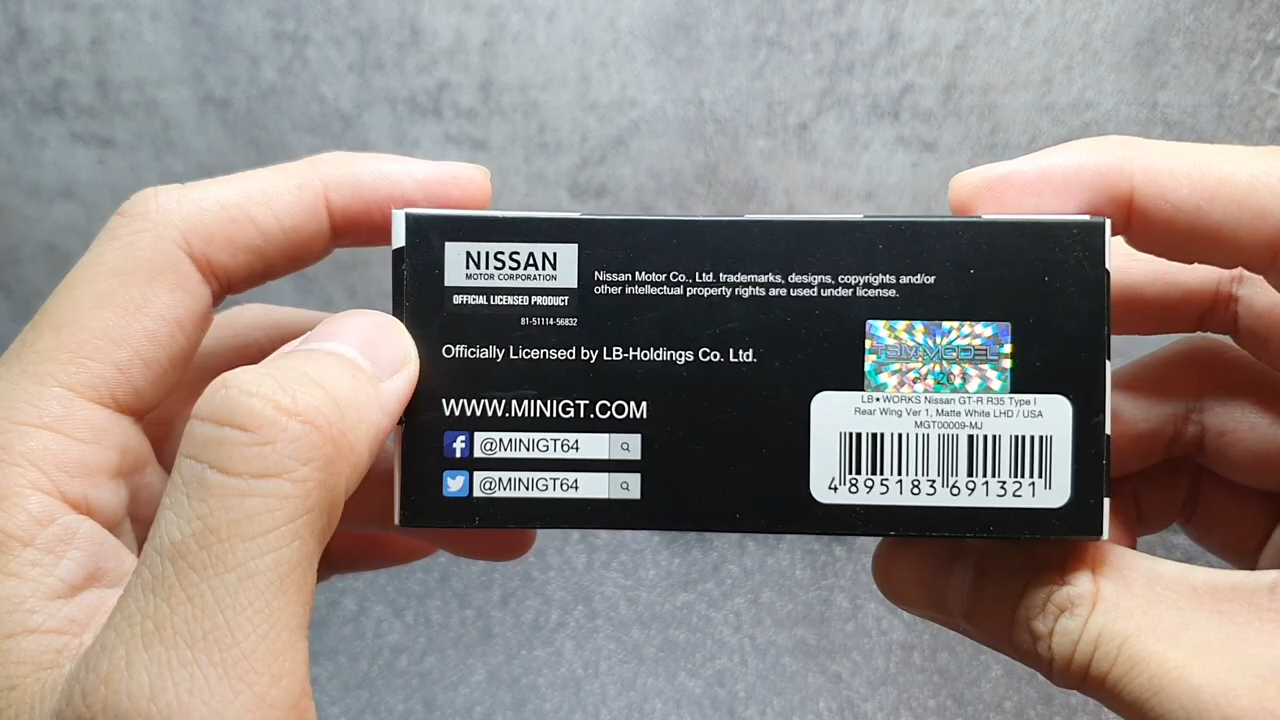 NISSAN
MOTOR CORPORATION
OFFICIAL LICENSED PRODUCT
81-51114-56832
Nissan Motor Co., Ltd. trademarks, designs, copyrights and/or
other intellectual property rights are used under license.
Officially Licensed by LB-Holdings Co. Ltd.
WWW.MINIGT.COM
@MINIGT64
@MINIGT64
TSM MODEL
LB★WORKS Nissan GT-R R35 Type I
Rear Wing Ver 1, Matte White LHD / USA
MGT00009-MJ
4 895183 691321